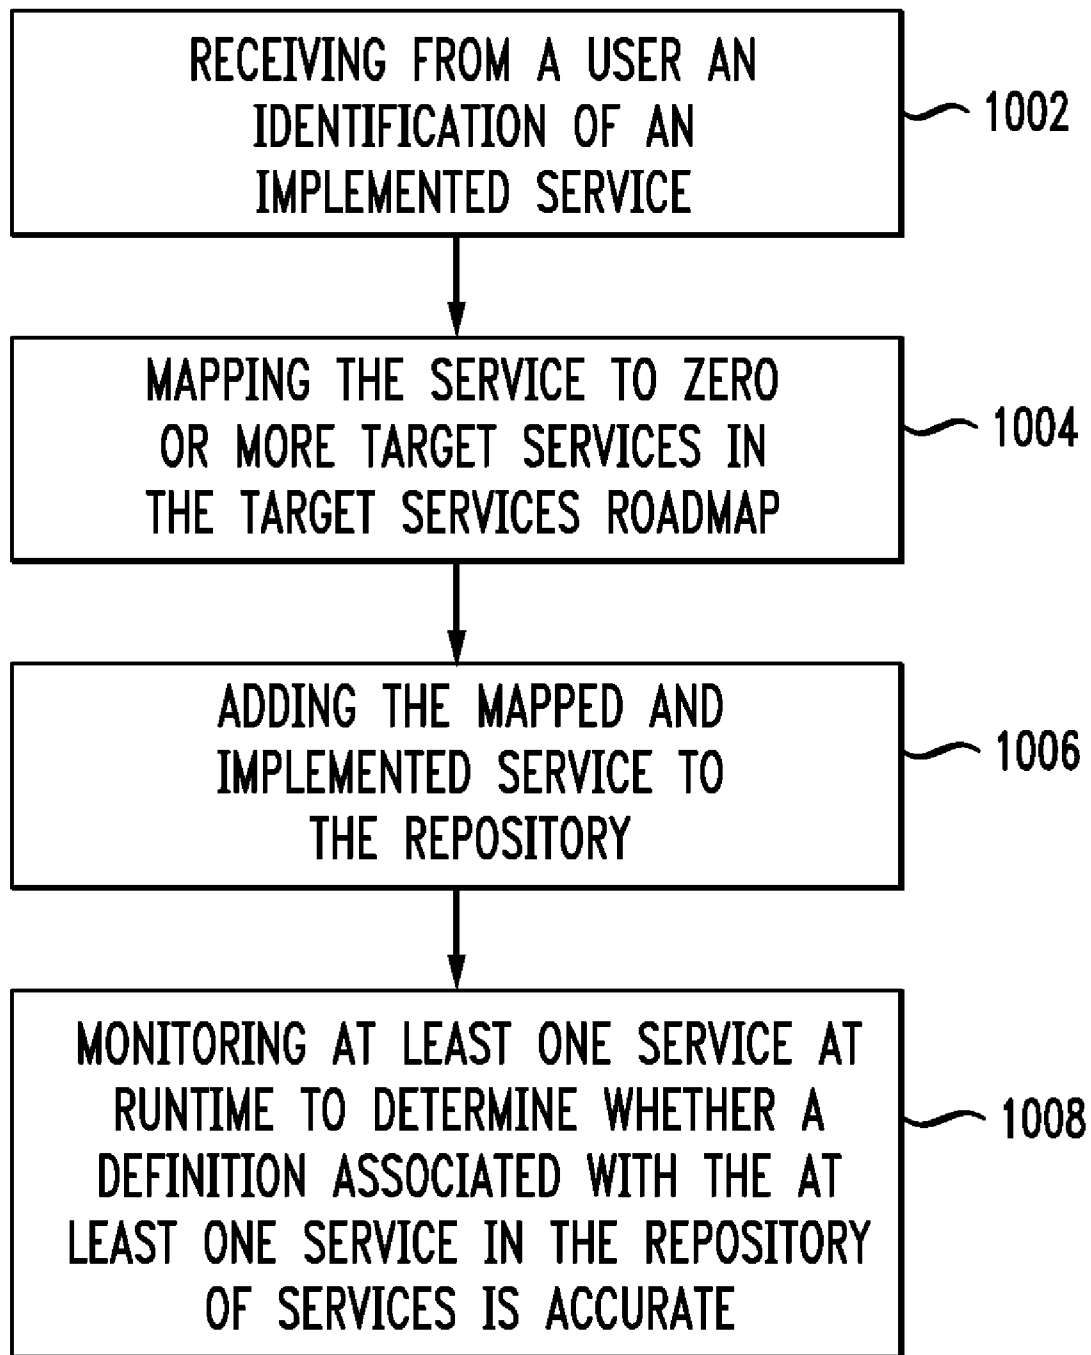 RECEIVING FROM A USER AN
IDENTIFICATION OF AN
IMPLEMENTED SERVICE
1002
MAPPING THE SERVICE TO ZERO
OR MORE TARGET SERVICES IN
THE TARGET SERVICES ROADMAP
1004
ADDING THE MAPPED AND
IMPLEMENTED SERVICE TO
THE REPOSITORY
1006
MONITORING AT LEAST ONE SERVICE AT
RUNTIME TO DETERMINE WHETHER A
DEFINITION ASSOCIATED WITH THE AT
LEAST ONE SERVICE IN THE REPOSITORY
OF SERVICES IS ACCURATE
1008